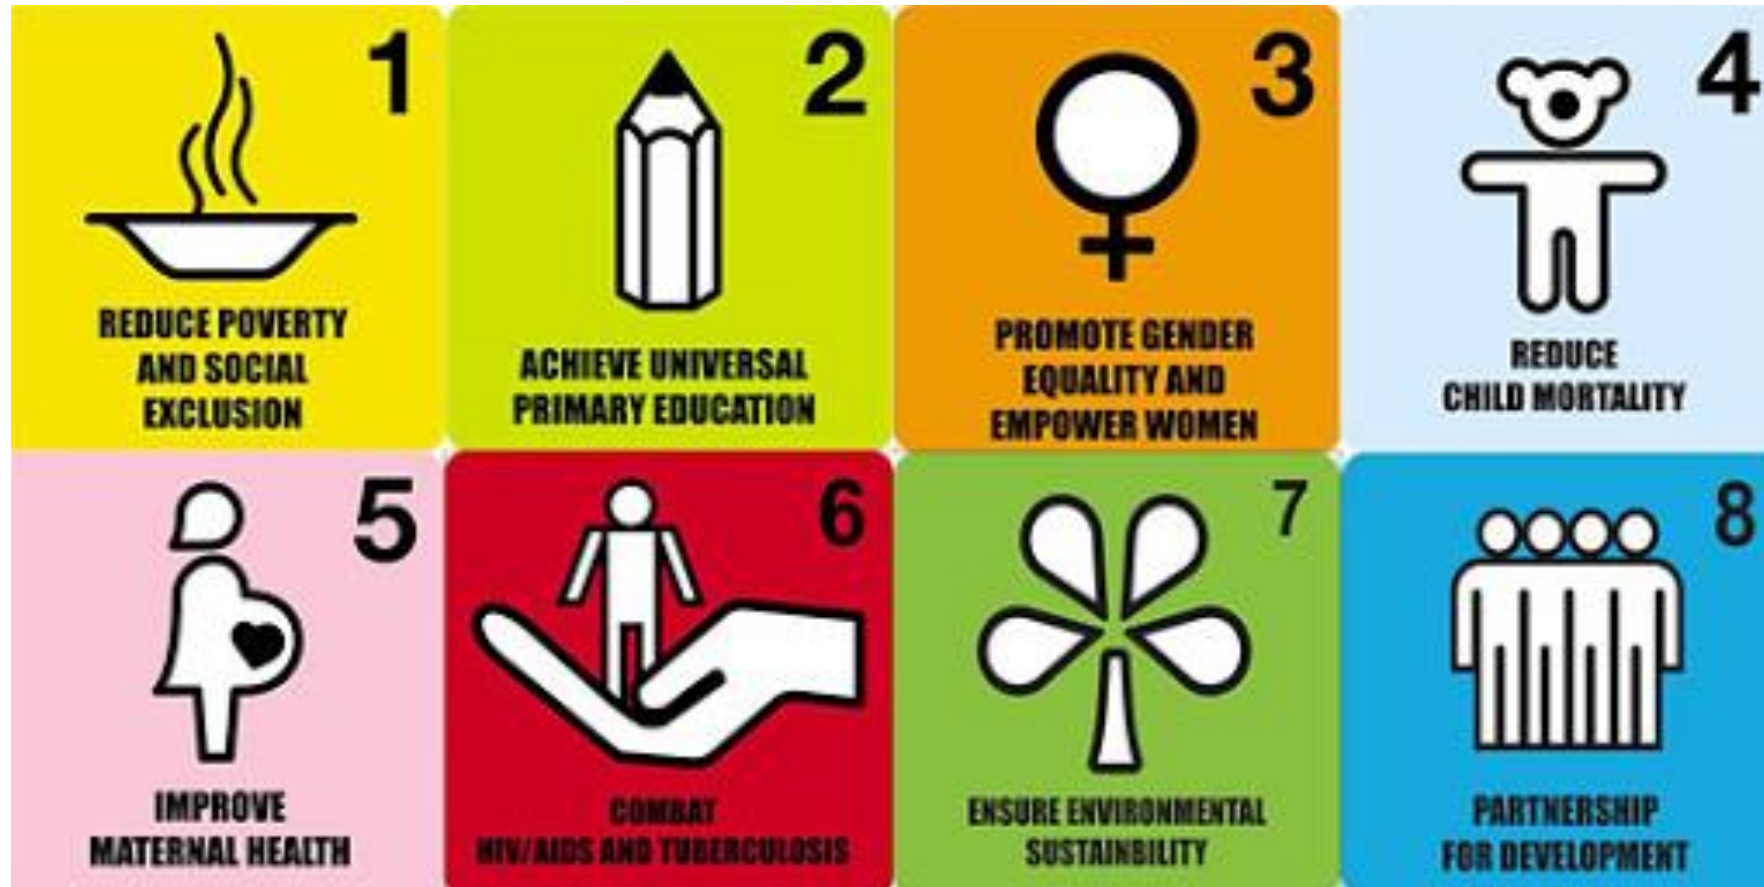 1
REDUCE POVERTY
AND SOCIAL
EXCLUSION
2
ACHIEVE UNIVERSAL
PRIMARY EDUCATION
3
PROMOTE GENDER
EQUALITY AND
EMPOWER WOMEN
4
REDUCE
CHILD MORTALITY
5
IMPROVE
MATERNAL HEALTH
6
COMBAT
HIV/AIDS AND TUBERCULOSIS
7
ENSURE ENVIRONMENTAL
SUSTAINBILITY
8
PARTNERSHIP
FOR DEVELOPMENT